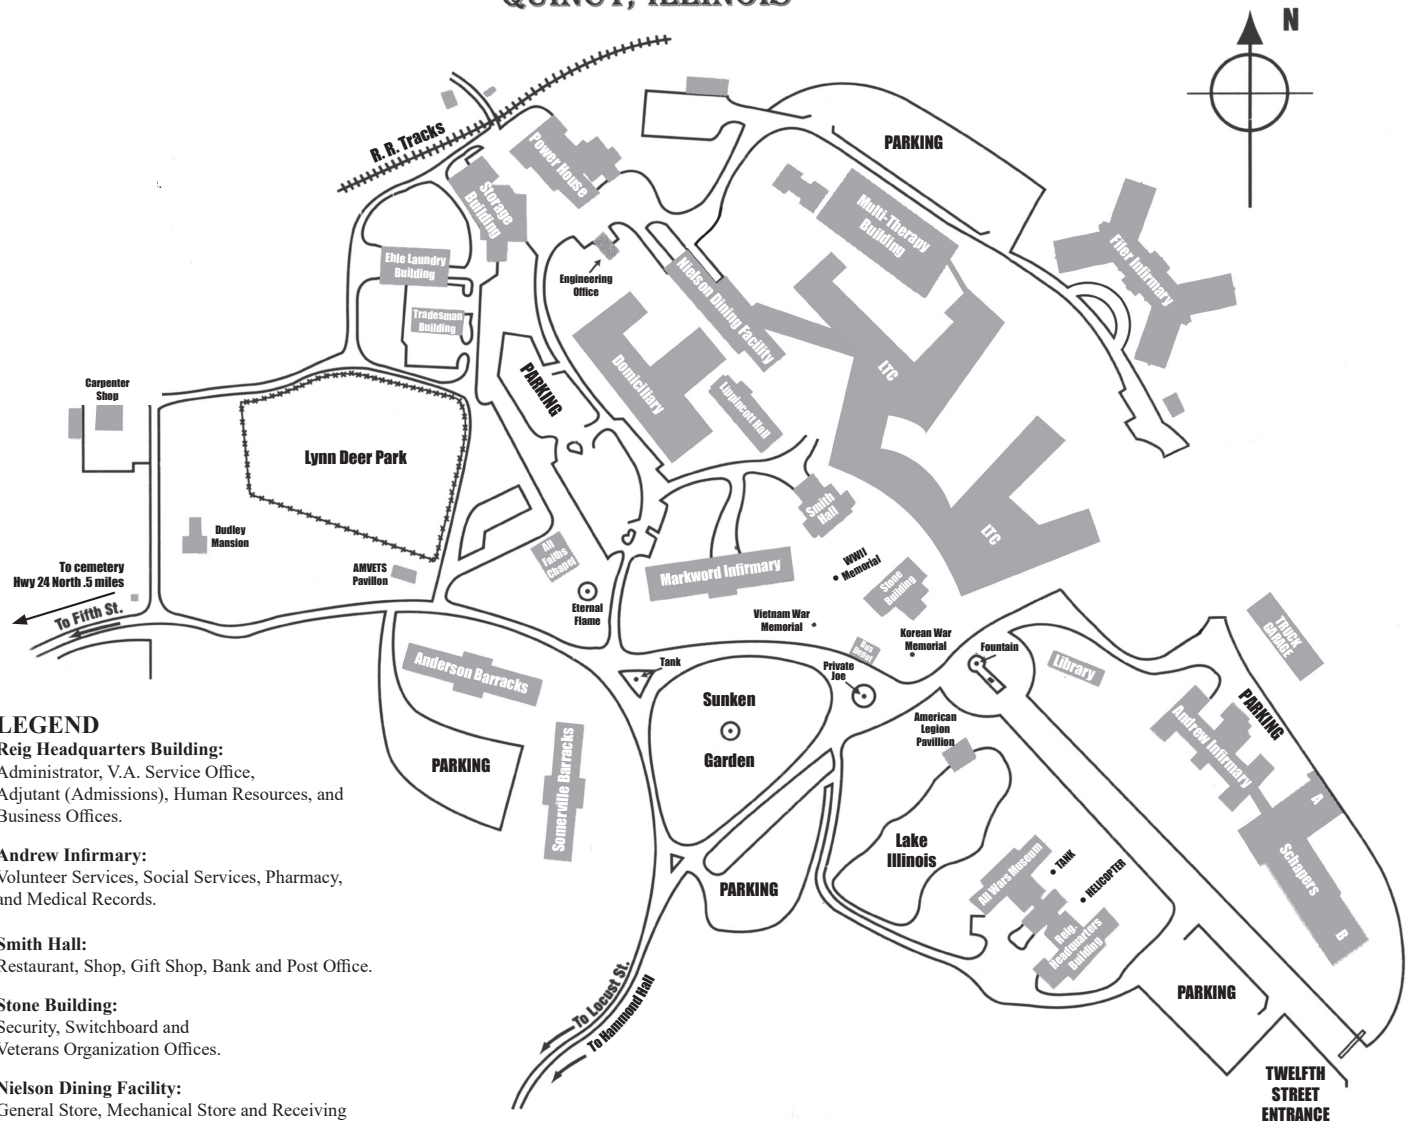 QUINCY, ILLINOIS
N
R. R. Tracks
Power House
Storage
Building
PARKING
Multi-Therapy
Building
Fifer Infirmary
Ehle Laundry
Building
Engineering
Office
Nielson Dining Facility
Tradesman
Building
Domiciliary
LTC
Lippincott Hall
PARKING
Carpenter
Shop
Lynn Deer Park
Smith
Hall
LTC
Dudley
Mansion
All
Faiths
Chapel
WWII
Memorial
Markword Infirmary
To cemetery
Hwy 24 North .5 miles
AMVETS
Pavilion
Stone
Building
To Fifth St.
Eternal
Flame
Vietnam War
Memorial
TRUCK
GARAGE
Bus
Depot
Korean War
Memorial
Fountain
Library
Anderson Barracks
Tank
Private
Joe
Sunken
Garden
PARKING
American
Legion
Pavillion
Andrew Infirmary
PARKING
Somerville Barracks
A
Schapers
B
Lake
Illinois
All Wars Museum
TANK
HELICOPTER
PARKING
Reig.
Headquarters
Building
PARKING
To Locust St.
To Hammond Hall
TWELFTH
STREET
ENTRANCE
LEGEND
Reig Headquarters Building:
Administrator, V.A. Service Office,
Adjutant (Admissions), Human Resources, and
Business Offices.
Andrew Infirmary:
Volunteer Services, Social Services, Pharmacy,
and Medical Records.
Smith Hall:
Restaurant, Shop, Gift Shop, Bank and Post Office.
Stone Building:
Security, Switchboard and
Veterans Organization Offices.
Nielson Dining Facility:
General Store, Mechanical Store and Receiving